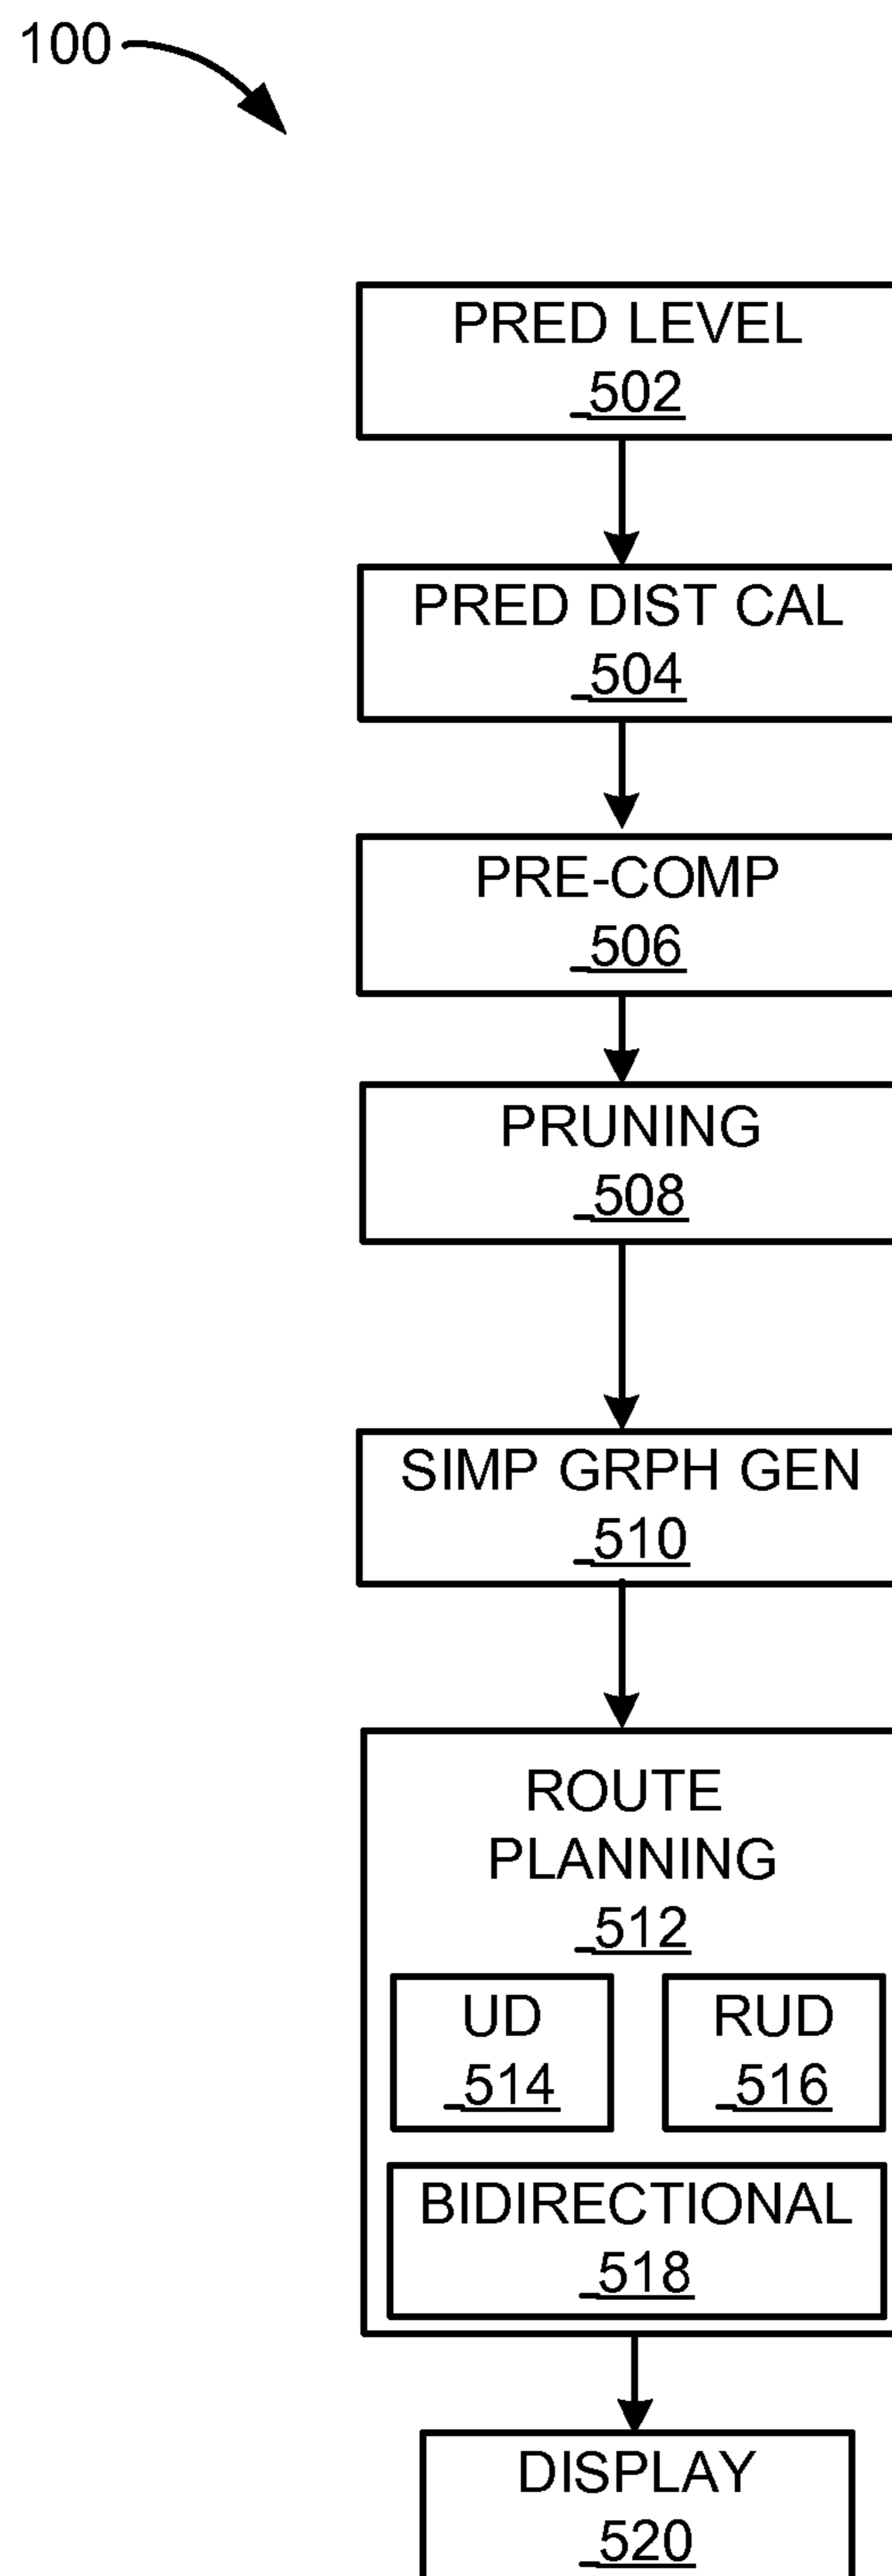 100
PRED LEVEL
502
PRED DIST CAL
504
PRE-COMP
506
PRUNING
508
SIMP GRPH GEN
510
ROUTE
PLANNING
512
UD
514
RUD
516
BIDIRECTIONAL
518
DISPLAY
520